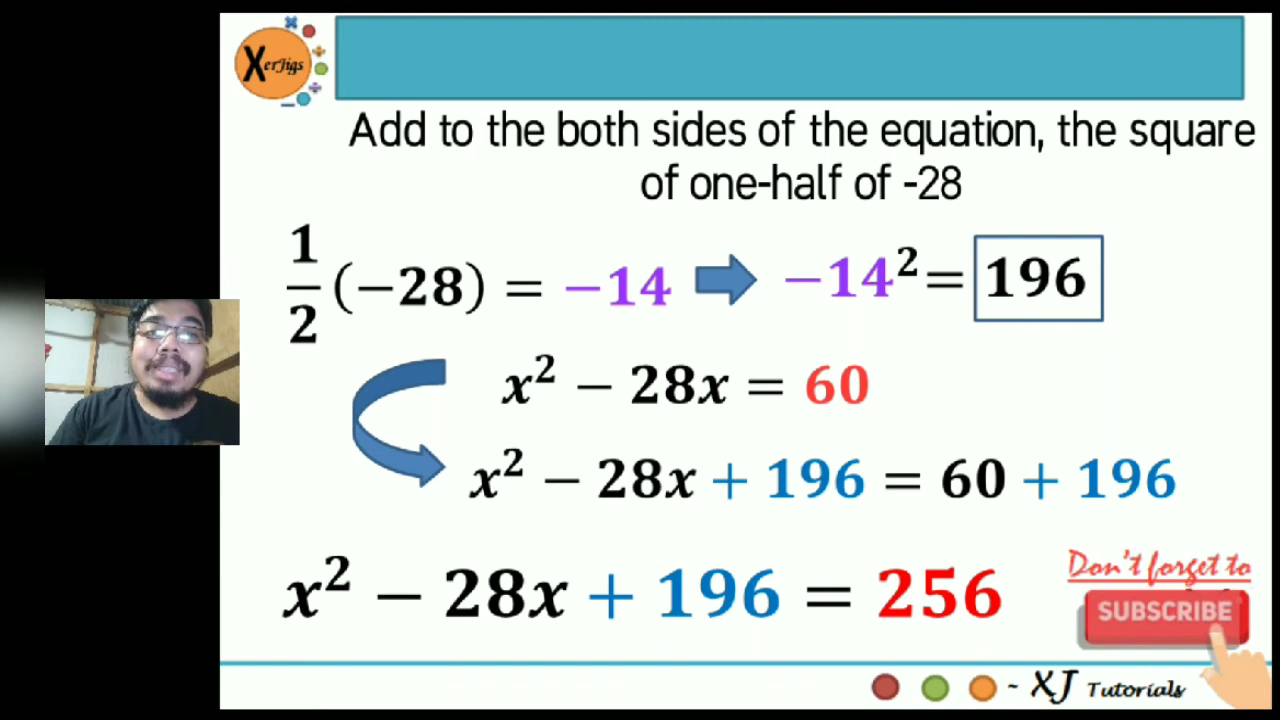 XerJigs
Add to the both sides of the equation, the square
of one-half of -28
1/2 (−28) = −14 → −14² = 196
x² − 28x = 60
x² − 28x + 196 = 60 + 196
x² − 28x + 196 = 256
Don't forget to
SUBSCRIBE
~ XJ Tutorials